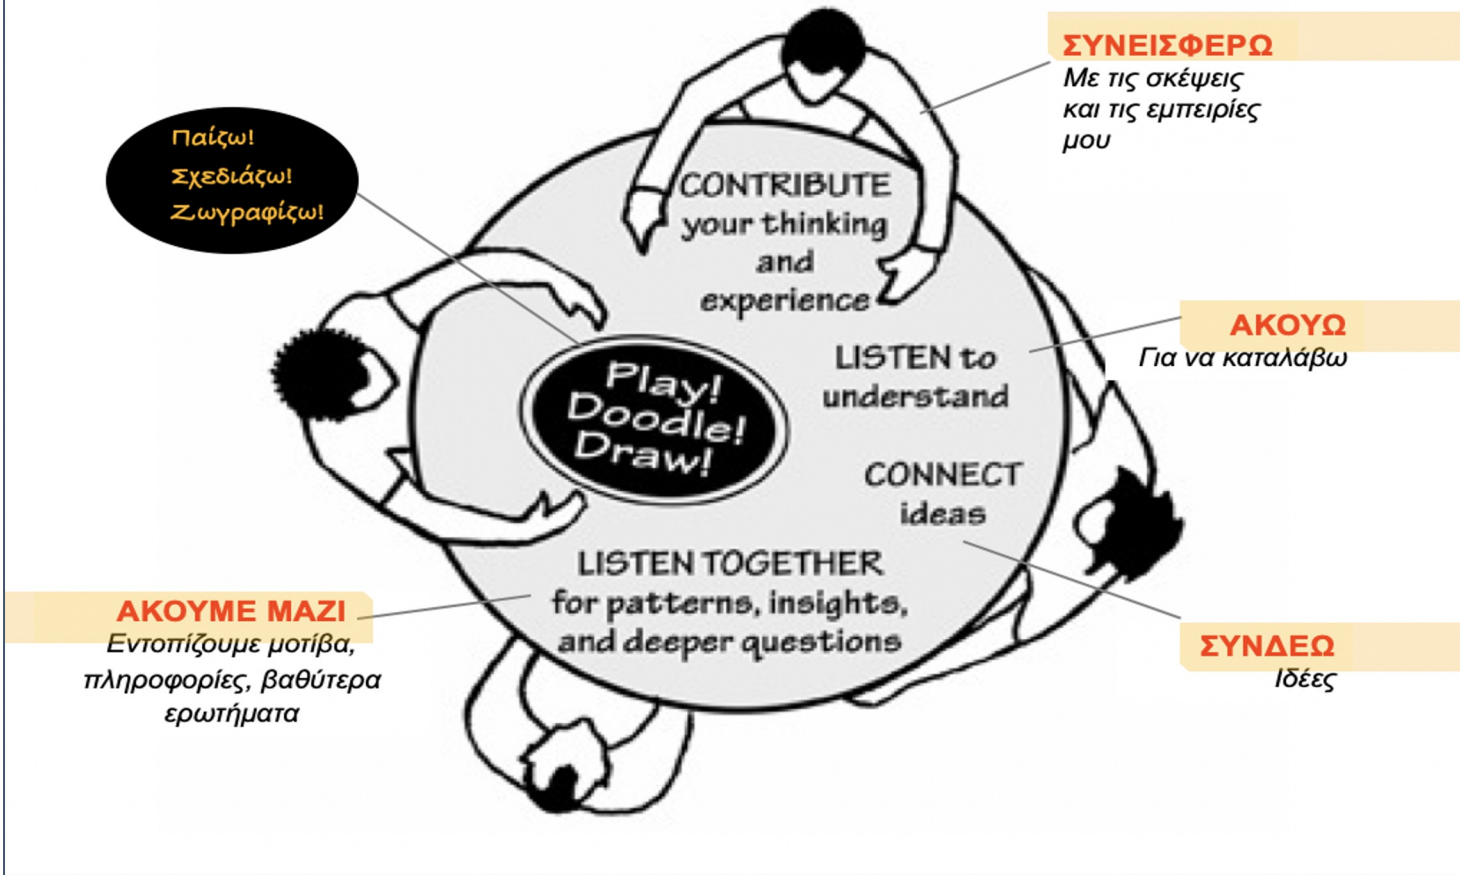 ΣΥΝΕΙΣΦΕΡΩ
Με τις σκέψεις
και τις εμπειρίες
μου
Παίζω!
Σχεδιάζω!
Ζωγραφίζω!
CONTRIBUTE
your thinking
and
experience
ΑΚΟΥΩ
Για να καταλάβω
LISTEN to
understand
Play!
Doodle!
Draw!
CONNECT
ideas
LISTEN TOGETHER
for patterns, insights,
and deeper questions
ΑΚΟΥΜΕ ΜΑΖΙ
Εντοπίζουμε μοτίβα,
πληροφορίες, βαθύτερα
ερωτήματα
ΣΥΝΔΕΩ
Ιδέες